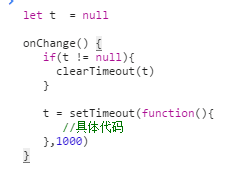 let t  = null
onChange() {
if(t != null){
clearTimeout(t)
}
t = setTimeout(function(){
//具体代码
},1000)
}